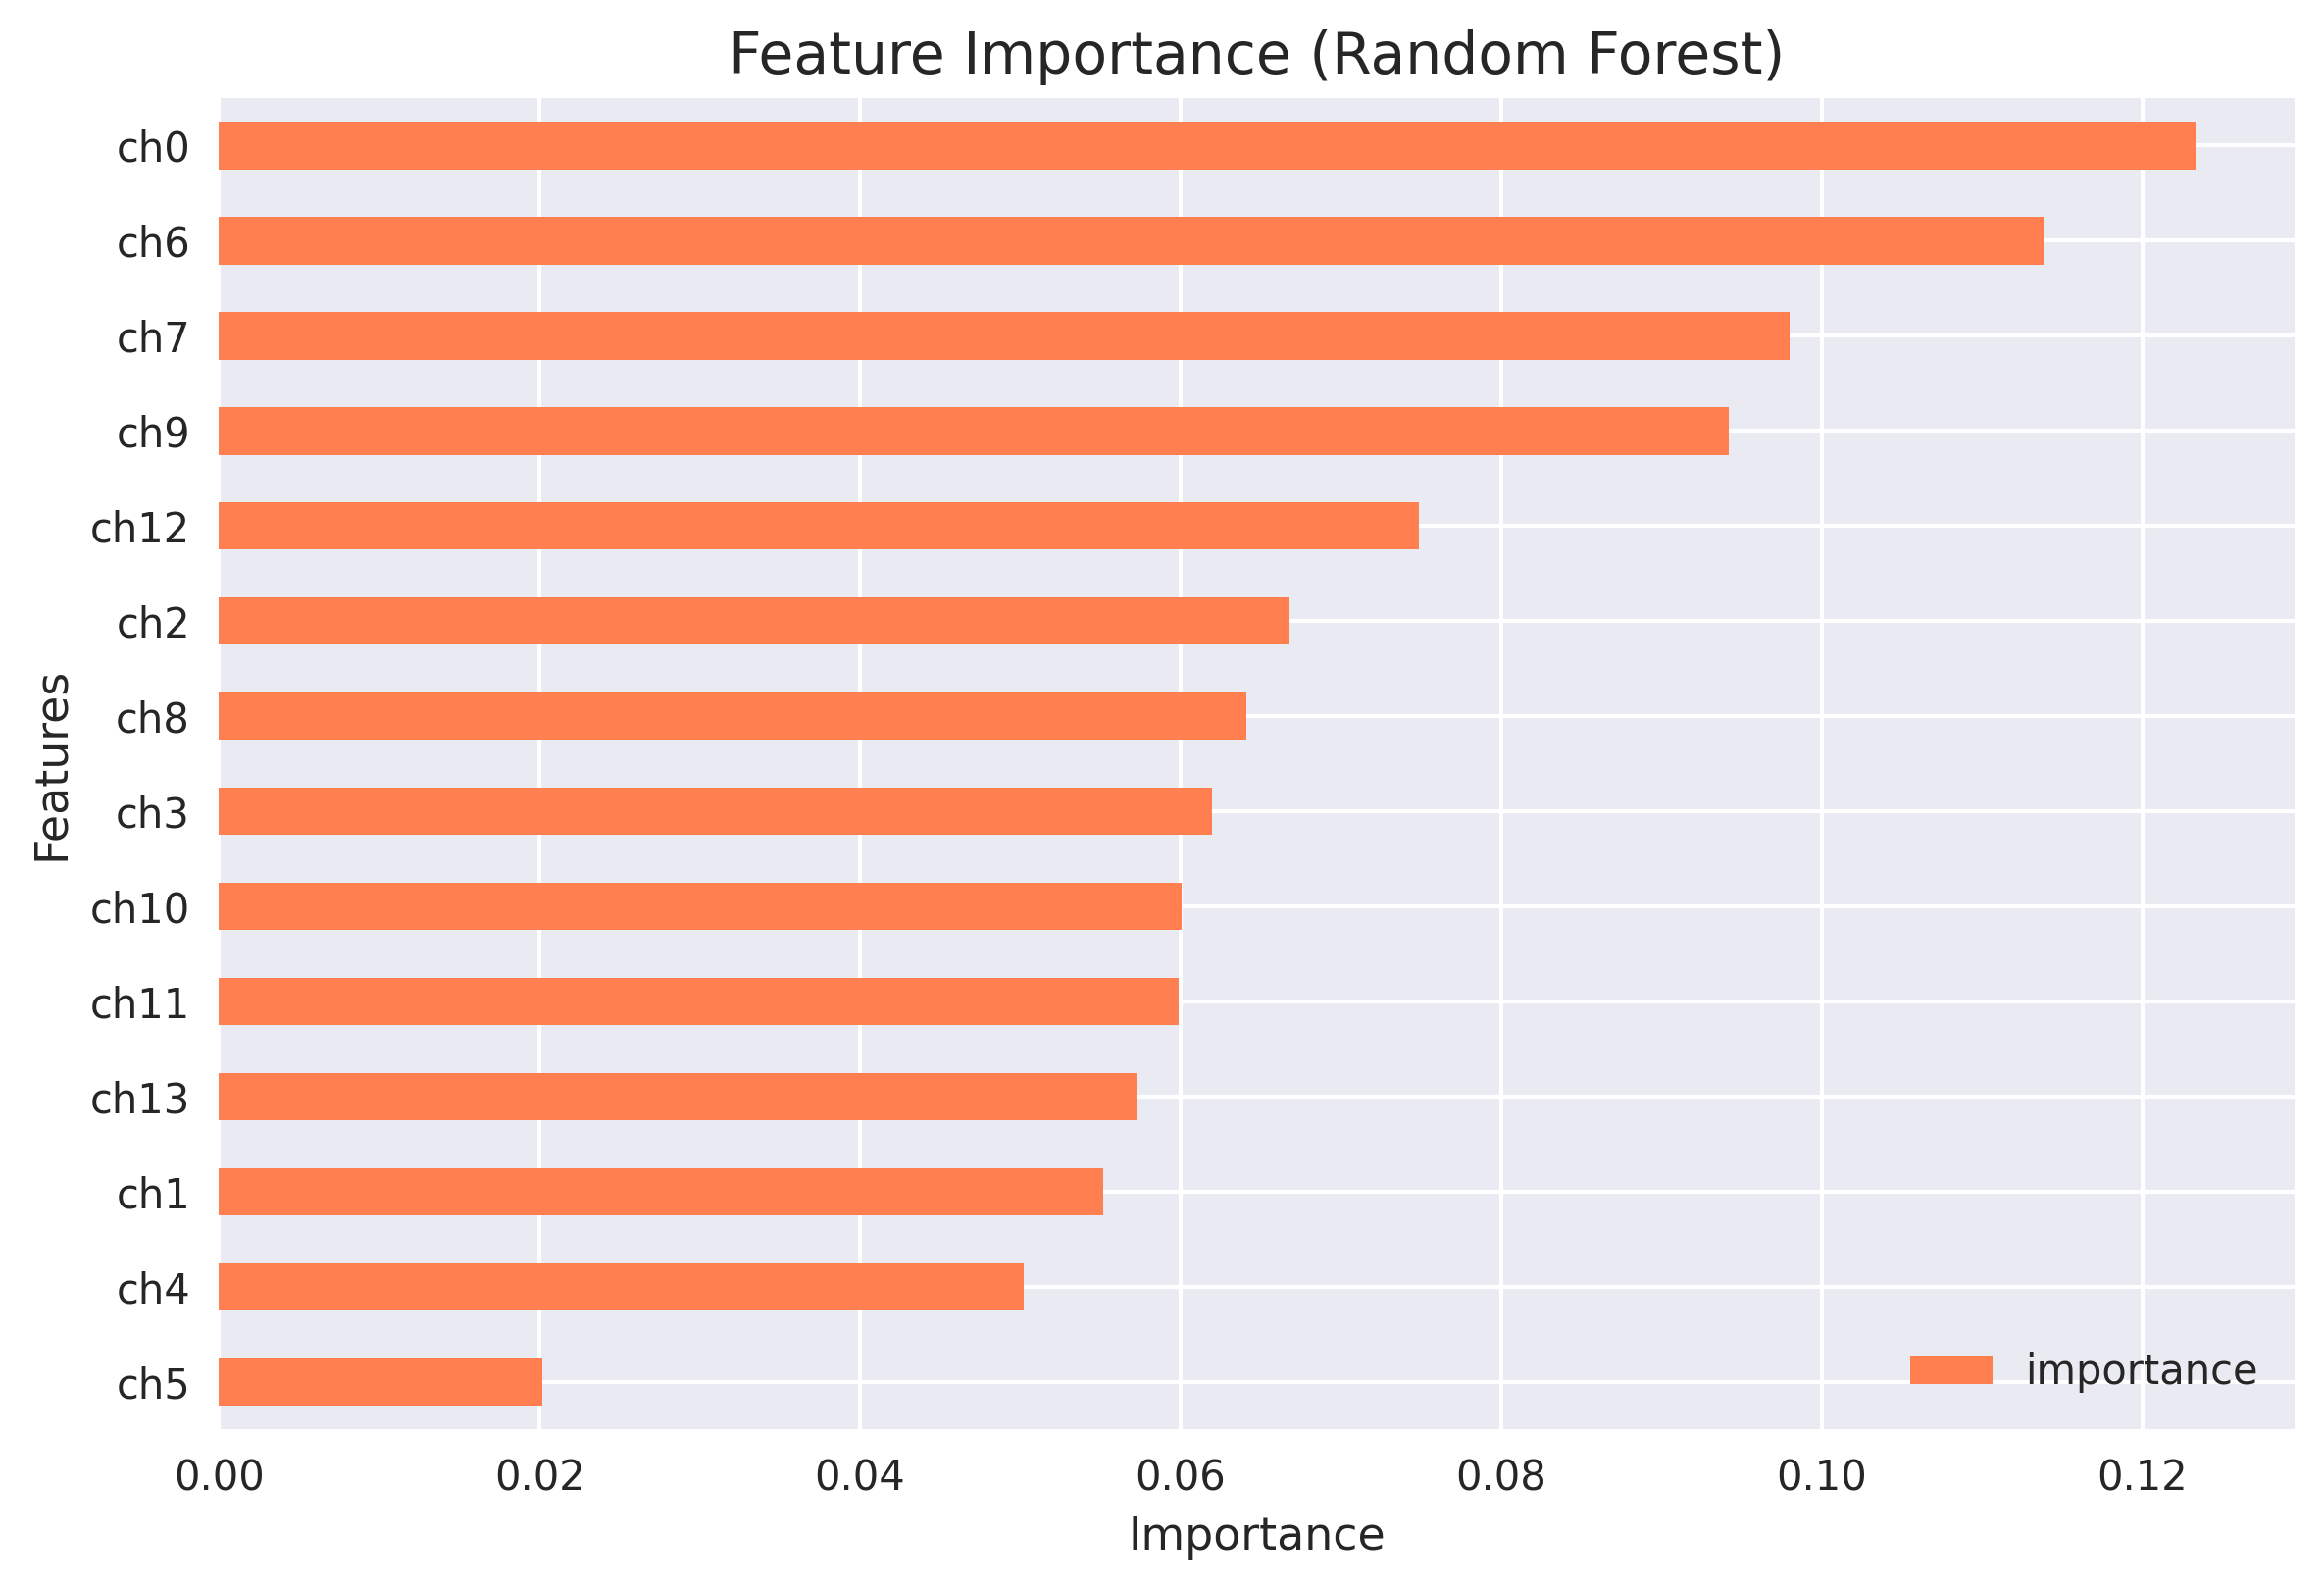 Feature Importance (Random Forest)
Features
ch0
ch6
ch7
ch9
ch12
ch2
ch8
ch3
ch10
ch11
ch13
ch1
ch4
ch5
importance
0.00 0.02 0.04 0.06 0.08 0.10 0.12
Importance